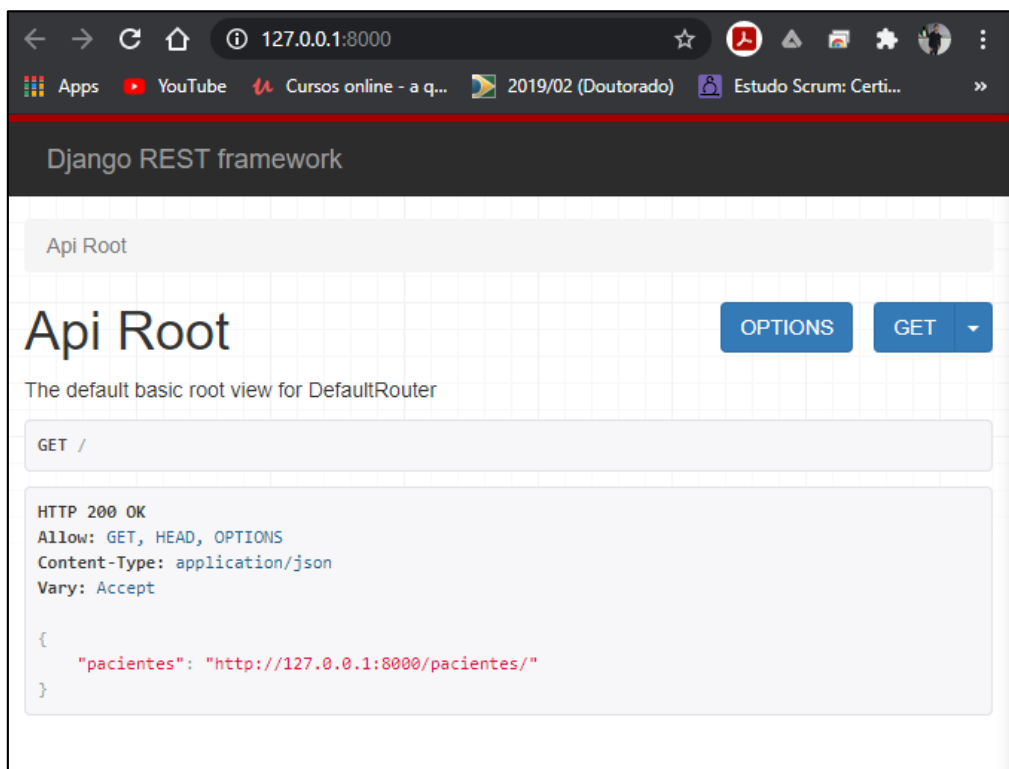 127.0.0.1:8000
Apps YouTube Cursos online - a q... 2019/02 (Doutorado) Estudo Scrum: Certi... »
Django REST framework
Api Root
Api Root OPTIONS GET
The default basic root view for DefaultRouter
GET /
HTTP 200 OK
Allow: GET, HEAD, OPTIONS
Content-Type: application/json
Vary: Accept
{
"pacientes": "http://127.0.0.1:8000/pacientes/"
}